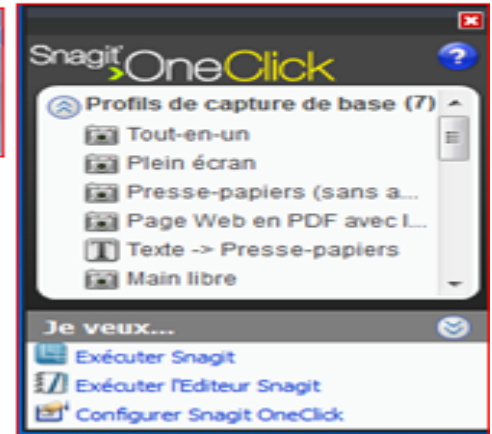 Snagit OneClick
Profils de capture de base (7)
Tout-en-un
Plein écran
Presse-papiers (sans a...
Page Web en PDF avec l...
Texte -> Presse-papiers
Main libre
Je veux...
Exécuter Snagit
Exécuter l'Editeur Snagit
Configurer Snagit OneClick